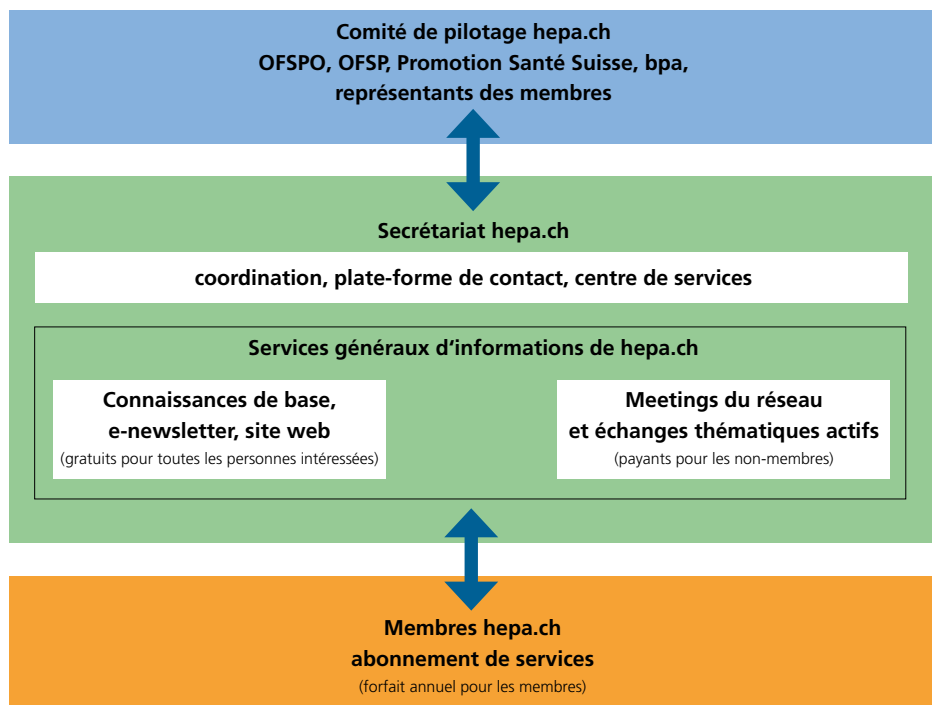 Comité de pilotage hepa.ch
OFSPO, OFSP, Promotion Santé Suisse, bpa,
représentants des membres
Secrétariat hepa.ch
coordination, plate-forme de contact, centre de services
Services généraux d‘informations de hepa.ch
Connaissances de base,
e-newsletter, site web
(gratuits pour toutes les personnes intéressées)
Meetings du réseau
et échanges thématiques actifs
(payants pour les non-membres)
Membres hepa.ch
abonnement de services
(forfait annuel pour les membres)